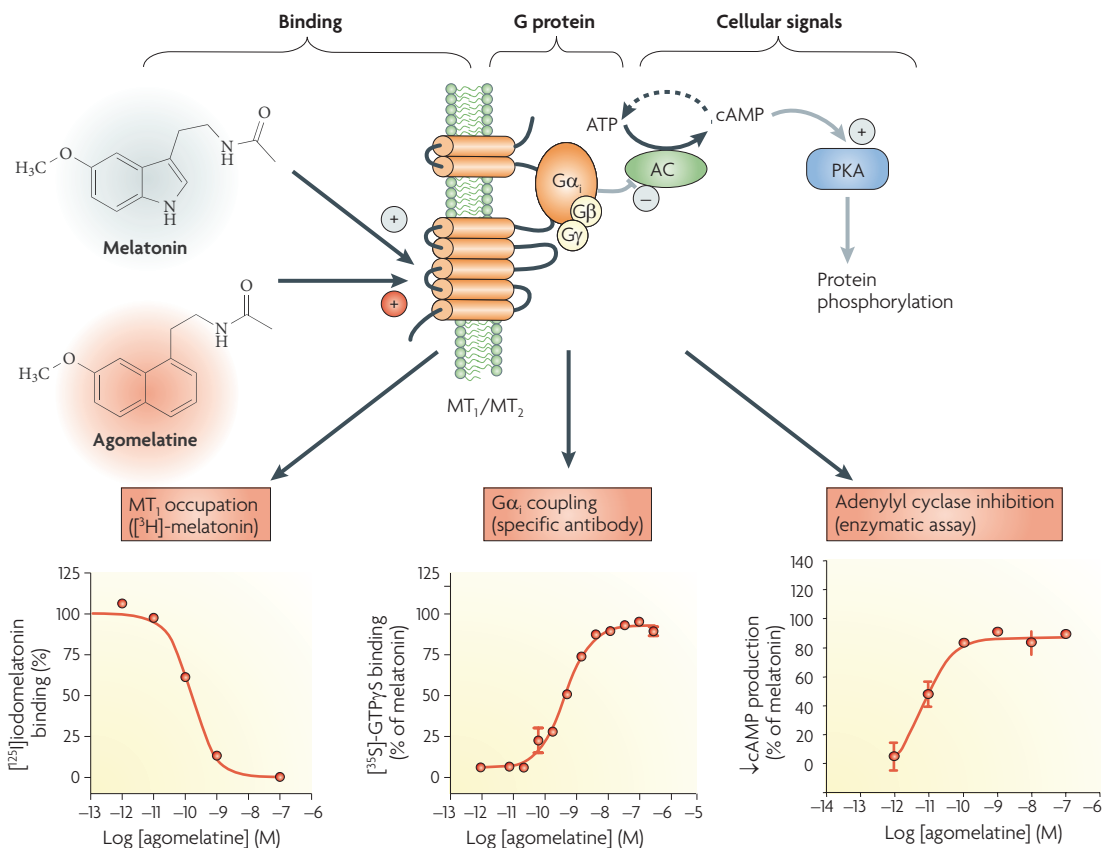 Binding
G protein
Cellular signals
O
N
H
H₃C
O
N
H
Melatonin
O
N
H
H₃C
O
Agomelatine
+
+
MT₁/MT₂
Gαᵢ
Gβ
Gγ
ATP
cAMP
AC
–
+
PKA
Protein
phosphorylation
MT₁ occupation
([³H]-melatonin)
Gαᵢ coupling
(specific antibody)
Adenylyl cyclase inhibition
(enzymatic assay)
[¹²⁵I]iodomelatonin
binding (%)
125
100
75
50
25
0
–13 –12 –11 –10 –9 –8 –7 –6
Log [agomelatine] (M)
[³⁵S]-GTPγS binding
(% of melatonin)
125
100
75
50
25
0
–13 –12 –11 –10 –9 –8 –7 –6 –5
Log [agomelatine] (M)
↓cAMP production
(% of melatonin)
140
120
100
80
60
40
20
0
–14 –13 –12 –11 –10 –9 –8 –7 –6
Log [agomelatine] (M)